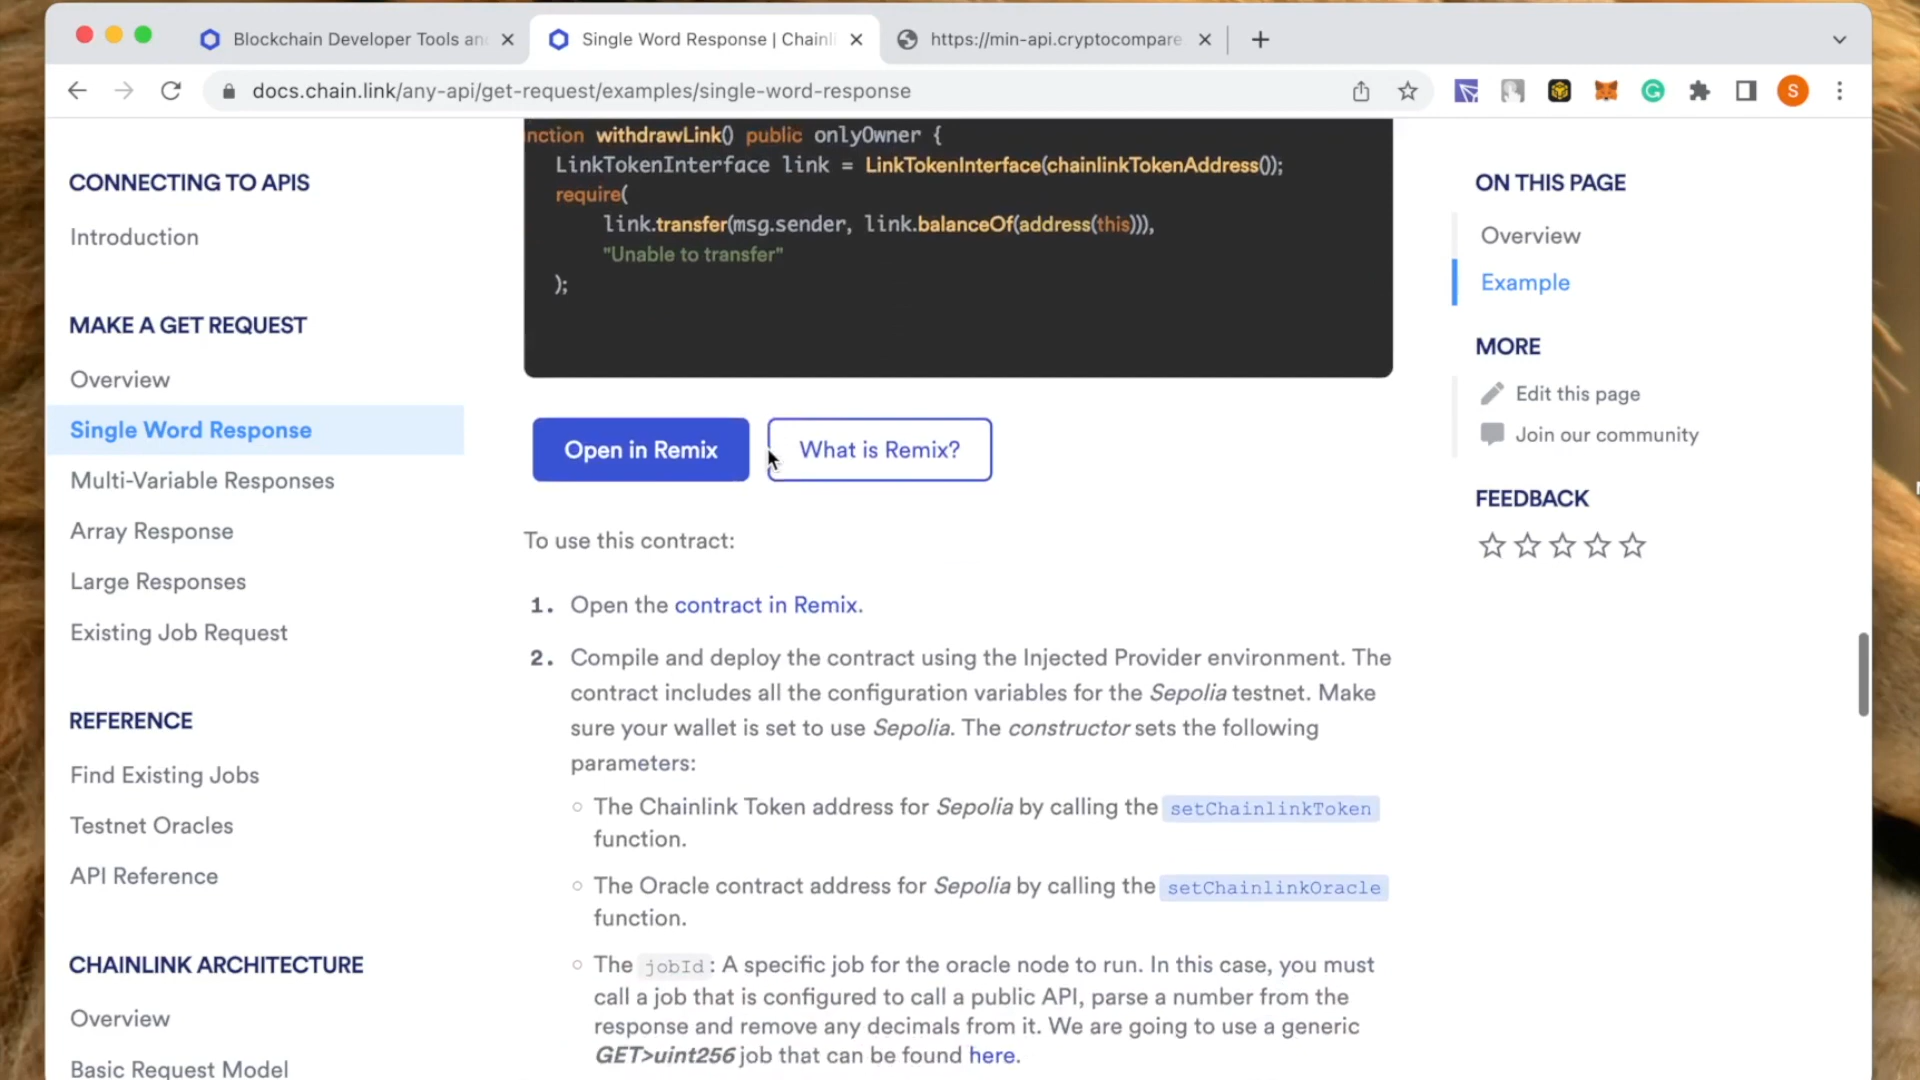 Blockchain Developer Tools an
Single Word Response | Chainl
https://min-api.cryptocompare
docs.chain.link/any-api/get-request/examples/single-word-response
S
CONNECTING TO APIS
Introduction
MAKE A GET REQUEST
Overview
Single Word Response
Multi-Variable Responses
Array Response
Large Responses
Existing Job Request
REFERENCE
Find Existing Jobs
Testnet Oracles
API Reference
CHAINLINK ARCHITECTURE
Overview
Basic Request Model
nction withdrawLink() public onlyOwner {
LinkTokenInterface link = LinkTokenInterface(chainlinkTokenAddress());
require(
link.transfer(msg.sender, link.balanceOf(address(this))),
"Unable to transfer"
);
Open in Remix
What is Remix?
To use this contract:
1. Open the contract in Remix.
2. Compile and deploy the contract using the Injected Provider environment. The
contract includes all the configuration variables for the Sepolia testnet. Make
sure your wallet is set to use Sepolia. The constructor sets the following
parameters:
The Chainlink Token address for Sepolia by calling the setChainlinkToken
function.
The Oracle contract address for Sepolia by calling the setChainlinkOracle
function.
The jobId: A specific job for the oracle node to run. In this case, you must
call a job that is configured to call a public API, parse a number from the
response and remove any decimals from it. We are going to use a generic
GET>uint256 job that can be found here.
ON THIS PAGE
Overview
Example
MORE
Edit this page
Join our community
FEEDBACK